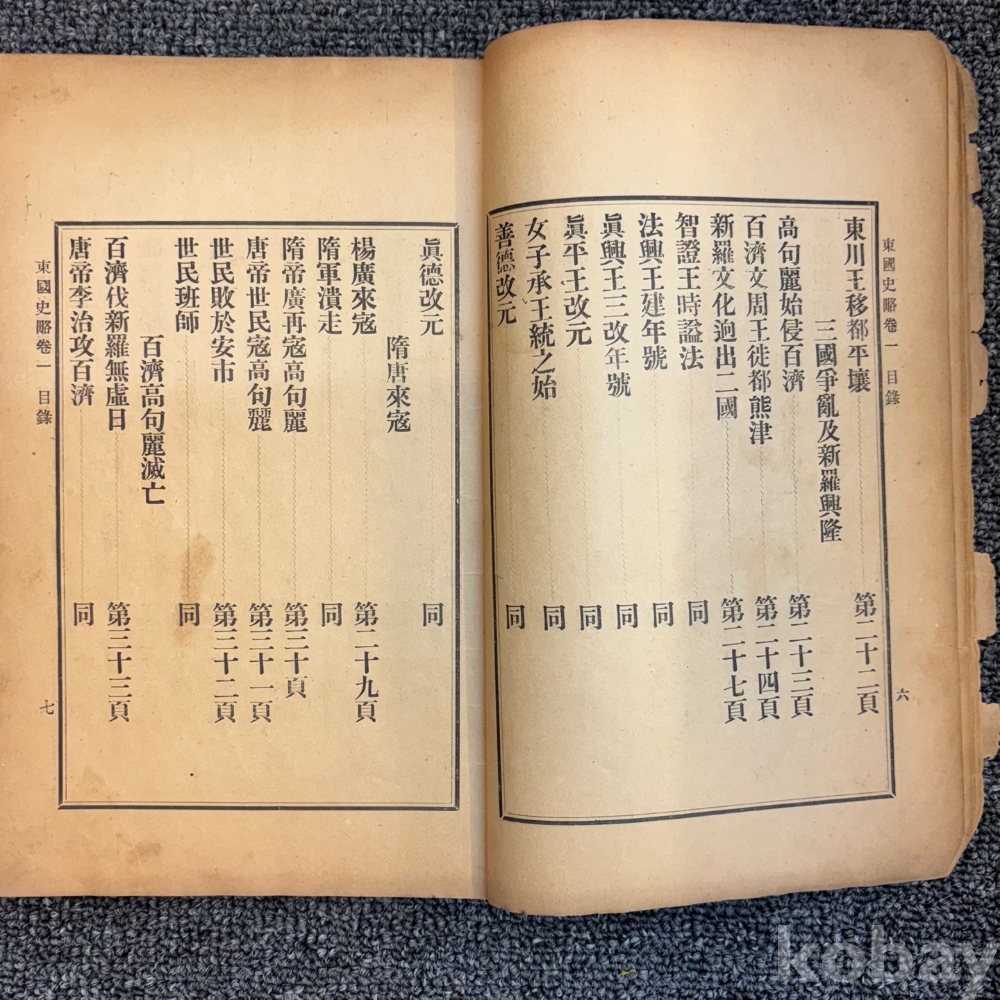 東國史略卷一　目錄
東川王移都平壤　第二十二頁
三國爭亂及新羅興隆
高句麗始侵百濟　第二十三頁
百濟文周王徙都熊津　第二十四頁
新羅文化逈出二國　第二十七頁
智證王時謚法　同
法興王建年號　同
眞興王三改年號　同
眞平王改元　同
女子承王統之始　同
善德改元　同
六
眞德改元　同
隋唐來寇
楊廣來寇　第二十九頁
隋軍潰走　同
隋帝廣再寇高句麗　第三十頁
唐帝世民寇高句麗　第三十一頁
世民敗於安市　第三十二頁
世民班師　同
百濟高句麗滅亡
百濟伐新羅無虛日　第三十三頁
唐帝李治攻百濟　同
東國史略卷一　目錄
七
kobay